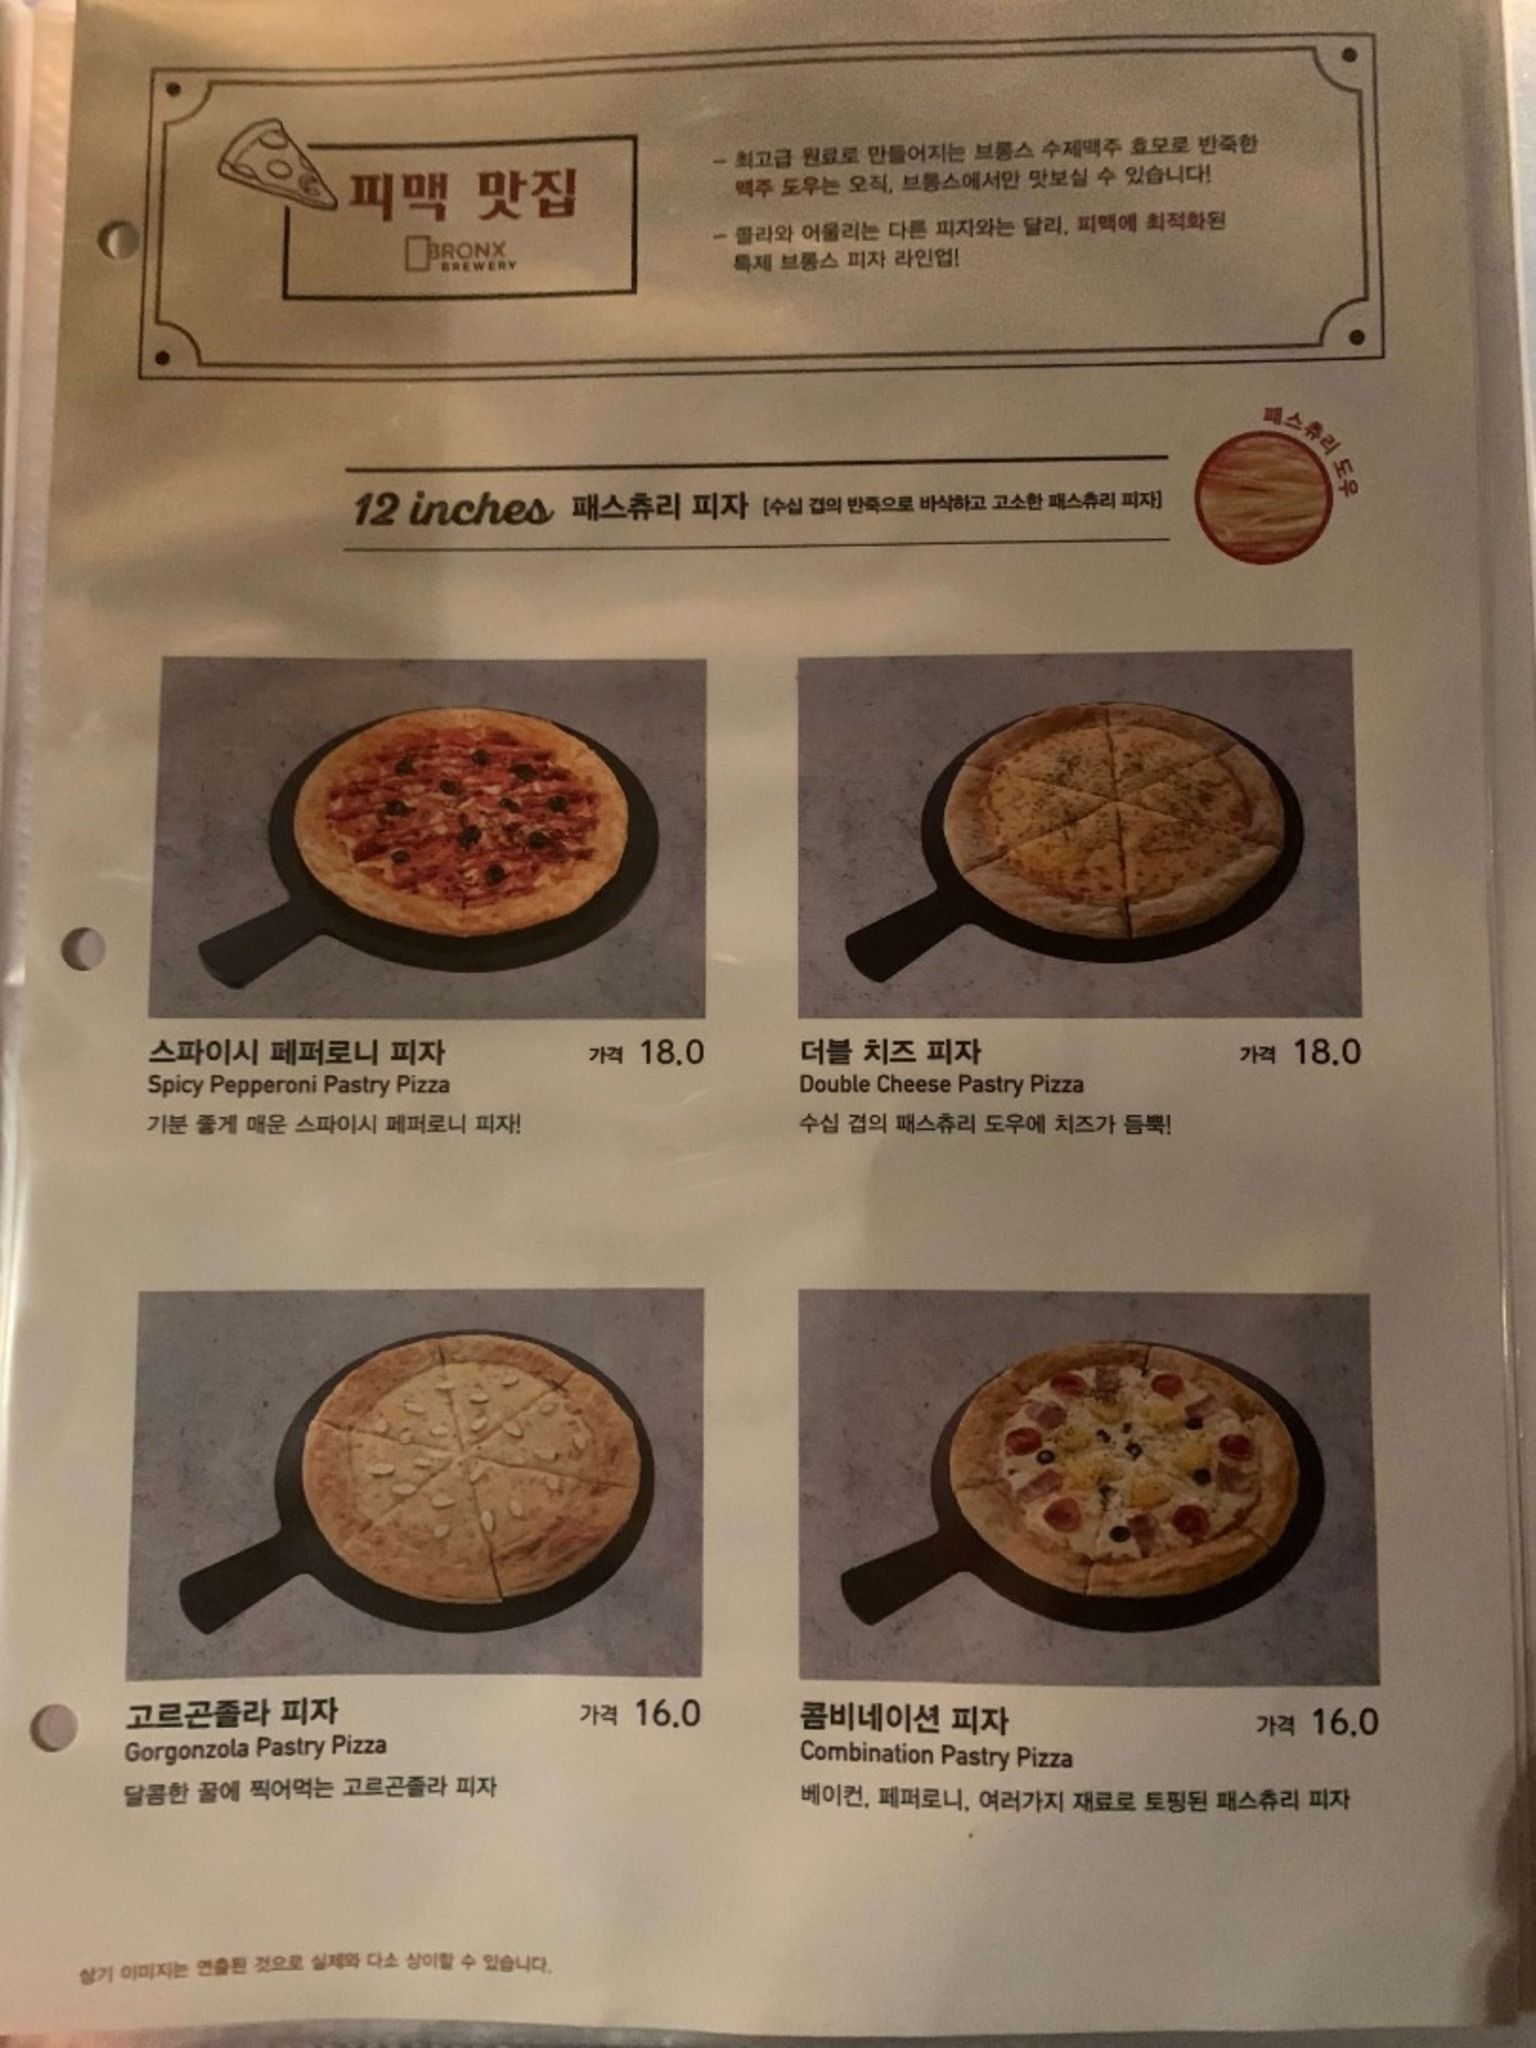 피맥 맛집
BRONX
BREWERY
- 최고급 원료로 만들어지는 브롱스 수제맥주 효모로 반죽한
맥주 도우는 오직, 브롱스에서만 맛보실 수 있습니다!
- 콜라와 어울리는 다른 피자와는 달리, 피맥에 최적화된
특제 브롱스 피자 라인업!
패스츄리 도우
12 inches 패스츄리 피자 [수십 겹의 반죽으로 바삭하고 고소한 패스츄리 피자]
스파이시 페퍼로니 피자 가격 18.0
Spicy Pepperoni Pastry Pizza
기분 좋게 매운 스파이시 페퍼로니 피자!
더블 치즈 피자 가격 18.0
Double Cheese Pastry Pizza
수십 겹의 패스츄리 도우에 치즈가 듬뿍!
고르곤졸라 피자 가격 16.0
Gorgonzola Pastry Pizza
달콤한 꿀에 찍어먹는 고르곤졸라 피자
콤비네이션 피자 가격 16.0
Combination Pastry Pizza
베이컨, 페퍼로니, 여러가지 재료로 토핑된 패스츄리 피자
상기 이미지는 연출된 것으로 실제와 다소 상이할 수 있습니다.